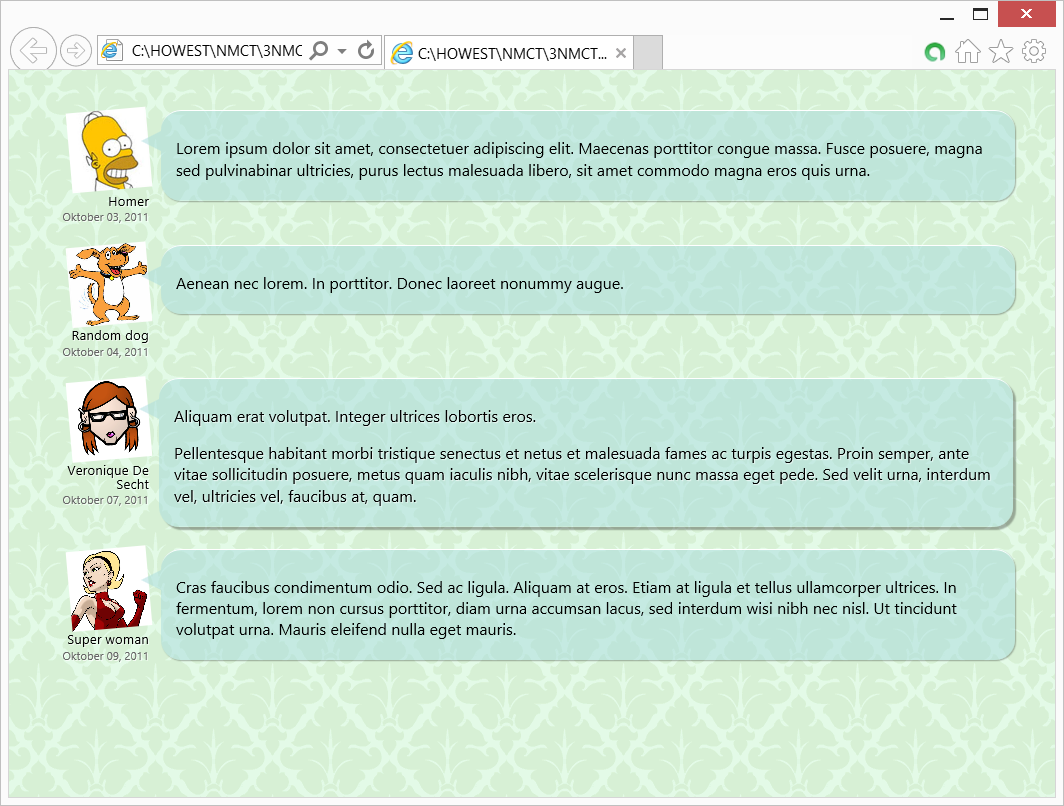 C:\HOWEST\NMCT\3NMC
C:\HOWEST\NMCT\3NMCT...
Lorem ipsum dolor sit amet, consectetuer adipiscing elit. Maecenas porttitor congue massa. Fusce posuere, magna
sed pulvinabinar ultricies, purus lectus malesuada libero, sit amet commodo magna eros quis urna.
Homer
Oktober 03, 2011
Aenean nec lorem. In porttitor. Donec laoreet nonummy augue.
Random dog
Oktober 04, 2011
Aliquam erat volutpat. Integer ultrices lobortis eros.
Pellentesque habitant morbi tristique senectus et netus et malesuada fames ac turpis egestas. Proin semper, ante
vitae sollicitudin posuere, metus quam iaculis nibh, vitae scelerisque nunc massa eget pede. Sed velit urna, interdum
vel, ultricies vel, faucibus at, quam.
Veronique De
Secht
Oktober 07, 2011
Cras faucibus condimentum odio. Sed ac ligula. Aliquam at eros. Etiam at ligula et tellus ullamcorper ultrices. In
fermentum, lorem non cursus porttitor, diam urna accumsan lacus, sed interdum wisi nibh nec nisl. Ut tincidunt
volutpat urna. Mauris eleifend nulla eget mauris.
Super woman
Oktober 09, 2011